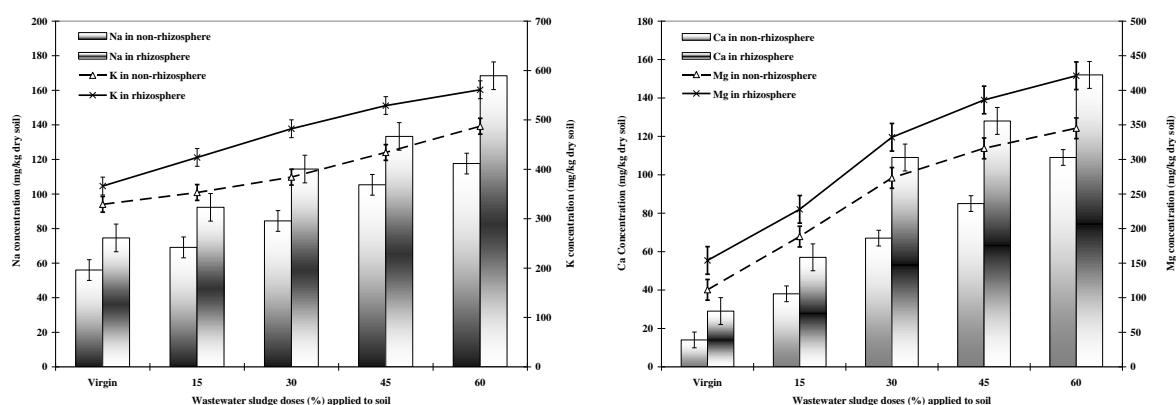 200
180
160
140
120
100
80
60
40
20
0
Na concentration (mg/kg dry soil)
Na in non-rhizosphere
Na in rhizosphere
K in non-rhizosphere
K in rhizosphere
700
600
500
400
300
200
100
0
K concentration (mg/kg dry soil)
Virgin 15 30 45 60
Wastewater sludge doses (%) applied to soil
180
160
140
120
100
80
60
40
20
0
Ca Concentration (mg/kg dry soil)
Ca in non-rhizosphere
Ca in rhizosphere
Mg in non-rhizosphere
Mg in rhizosphere
500
450
400
350
300
250
200
150
100
50
0
Mg concentration (mg/kg dry soil)
Virgin 15 30 45 60
Wastewater sludge doses (%) applied to soil